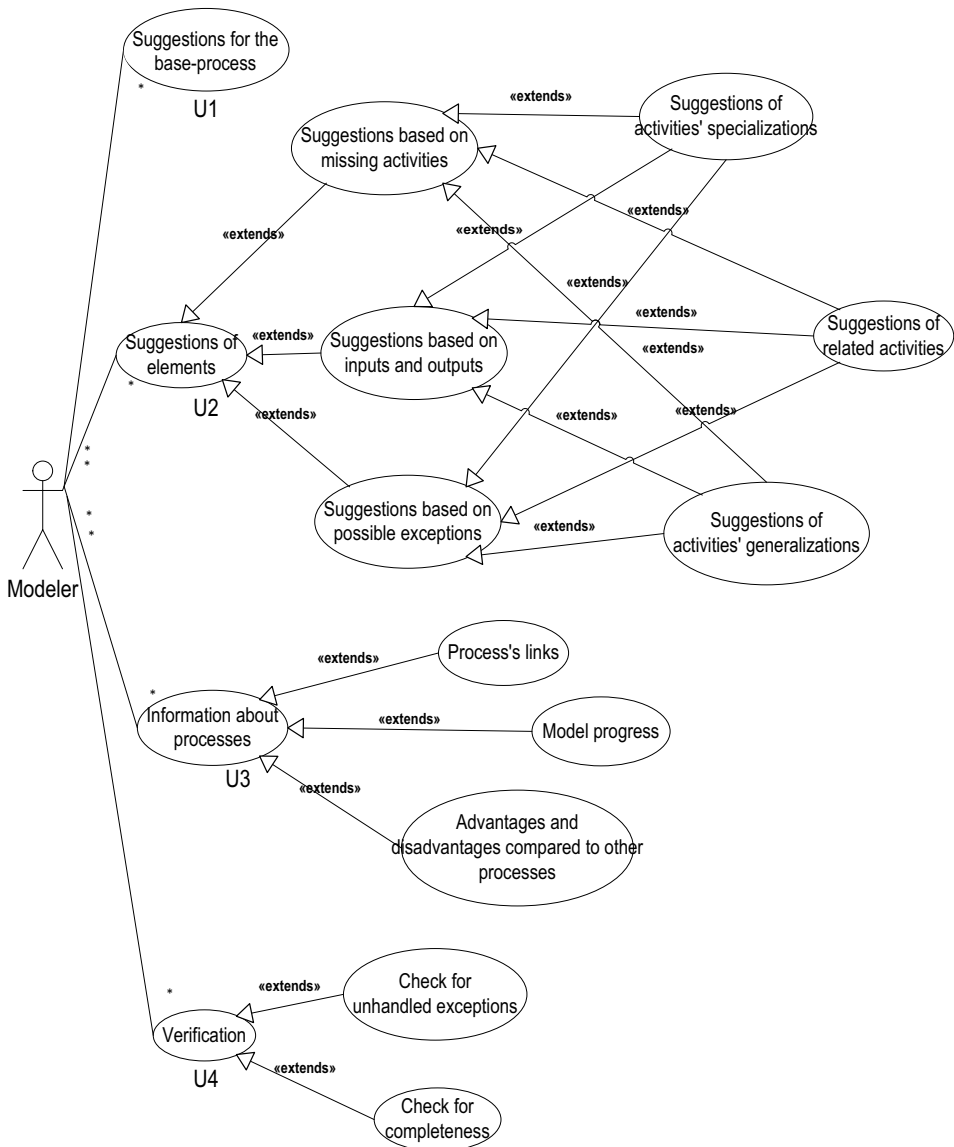 Suggestions for the
base-process
*
U1
«extends»
Suggestions of
activities' specializations
Suggestions based on
missing activities
«extends»
«extends»
«extends»
«extends»
Suggestions of
elements
*
U2
«extends»
Suggestions based on
inputs and outputs
«extends»
Suggestions of
related activities
«extends»
«extends»
«extends»
«extends»
*
*
*
*
Modeler
Suggestions based on
possible exceptions
«extends»
Suggestions of
activities' generalizations
Process's links
«extends»
*
Information about
processes
U3
«extends»
Model progress
«extends»
Advantages and
disadvantages compared to other
processes
*
Verification
U4
«extends»
Check for
unhandled exceptions
«extends»
Check for
completeness